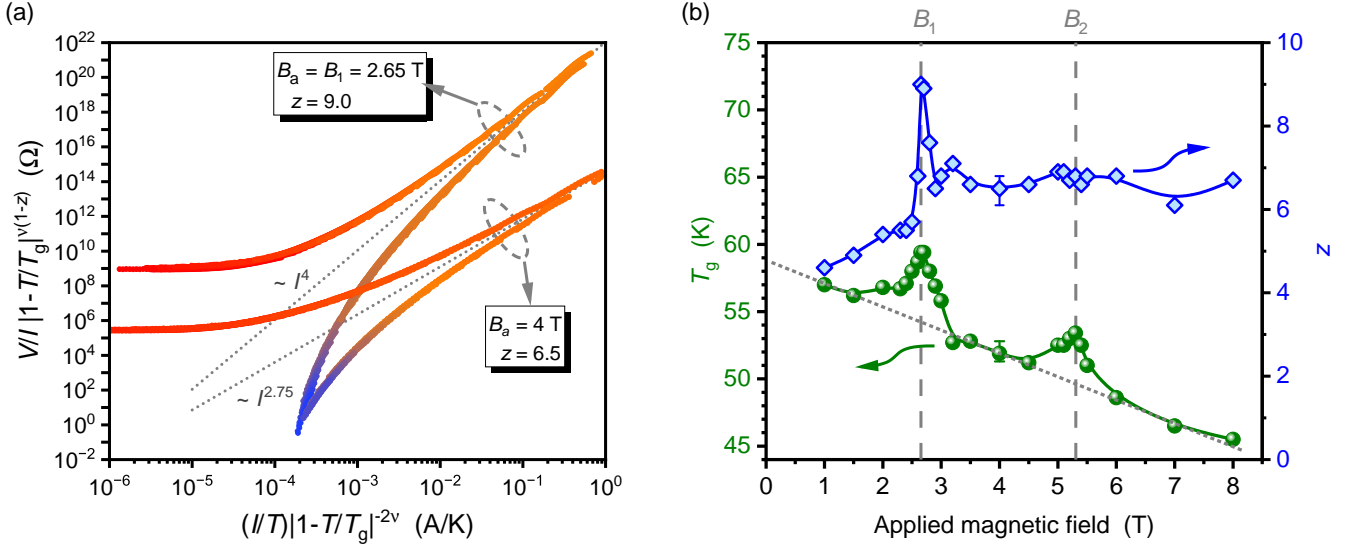 (a)
V/I |1-T/T_g|^ν(1-z) (Ω)
10^22
10^20
10^18
10^16
10^14
10^12
10^10
10^8
10^6
10^4
10^2
10^0
10^-2
B_a = B_1 = 2.65 T
z = 9.0
~ I^4
~ I^2.75
B_a = 4 T
z = 6.5
10^-6 10^-5 10^-4 10^-3 10^-2 10^-1 10^0
(I/T)|1-T/T_g|^-2ν (A/K)
(b)
B_1 B_2
T_g (K)
75
70
65
60
55
50
45
10
8
6
4
2
0
z
0 1 2 3 4 5 6 7 8
Applied magnetic field (T)